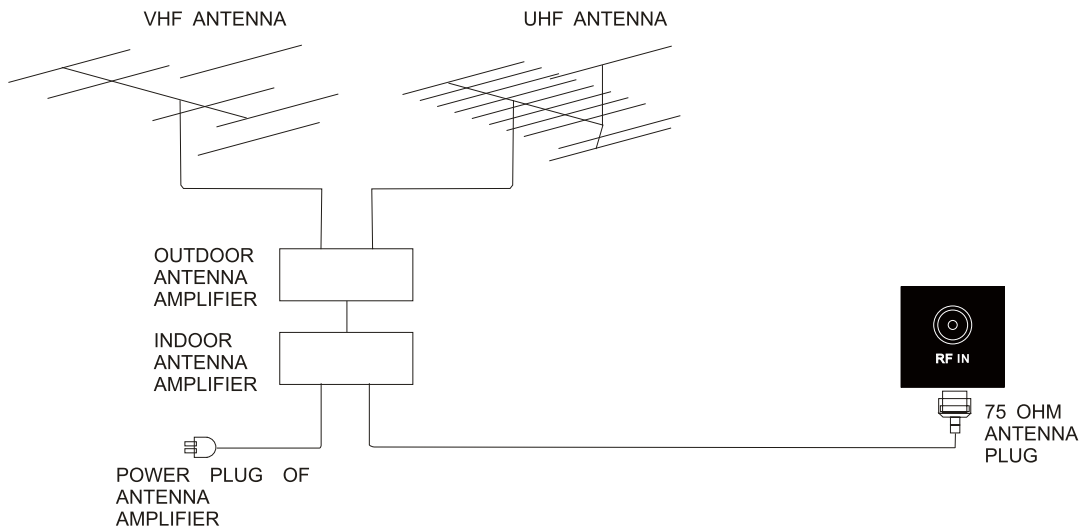 VHF ANTENNA
UHF ANTENNA
OUTDOOR
ANTENNA
AMPLIFIER
INDOOR
ANTENNA
AMPLIFIER
RF IN
75 OHM
ANTENNA
PLUG
POWER PLUG OF
ANTENNA
AMPLIFIER